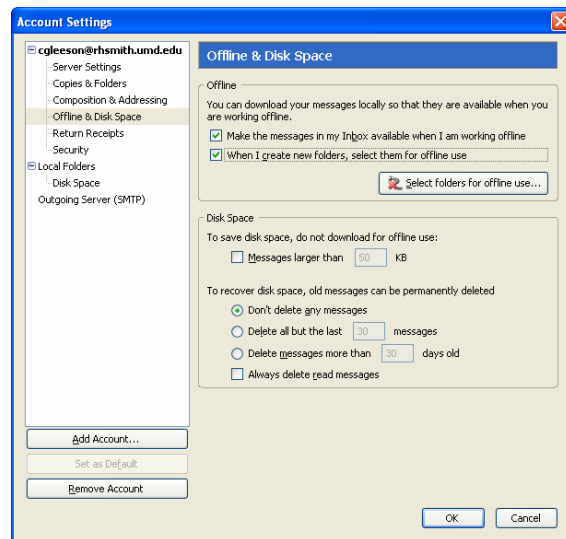 Account Settings
cgleeson@rhsmith.umd.edu
Server Settings
Copies & Folders
Composition & Addressing
Offline & Disk Space
Return Receipts
Security
Local Folders
Disk Space
Outgoing Server (SMTP)
Add Account...
Set as Default
Remove Account
Offline & Disk Space
Offline
You can download your messages locally so that they are available when you
are working offline.
Make the messages in my Inbox available when I am working offline
When I create new folders, select them for offline use
Select folders for offline use...
Disk Space
To save disk space, do not download for offline use:
Messages larger than 50 KB
To recover disk space, old messages can be permanently deleted
Don't delete any messages
Delete all but the last 30 messages
Delete messages more than 30 days old
Always delete read messages
OK Cancel